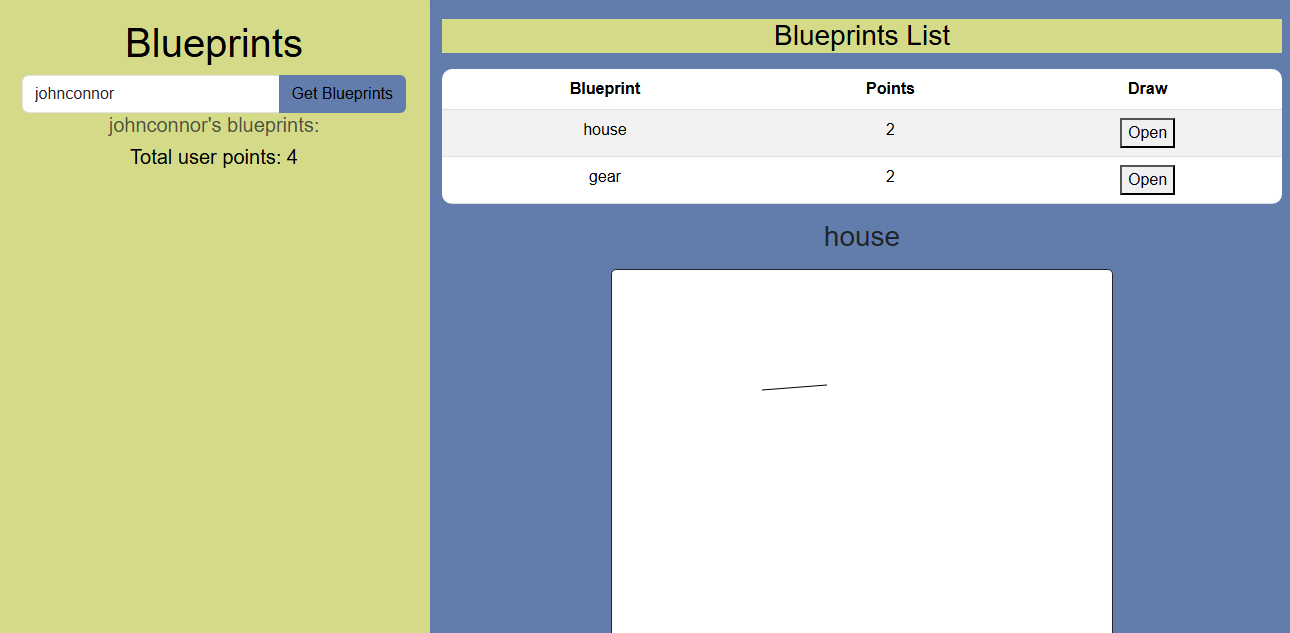 Blueprints
johnconnor Get Blueprints
johnconnor's blueprints:
Total user points: 4
Blueprints List
Blueprint Points Draw
house 2 Open
gear 2 Open
house